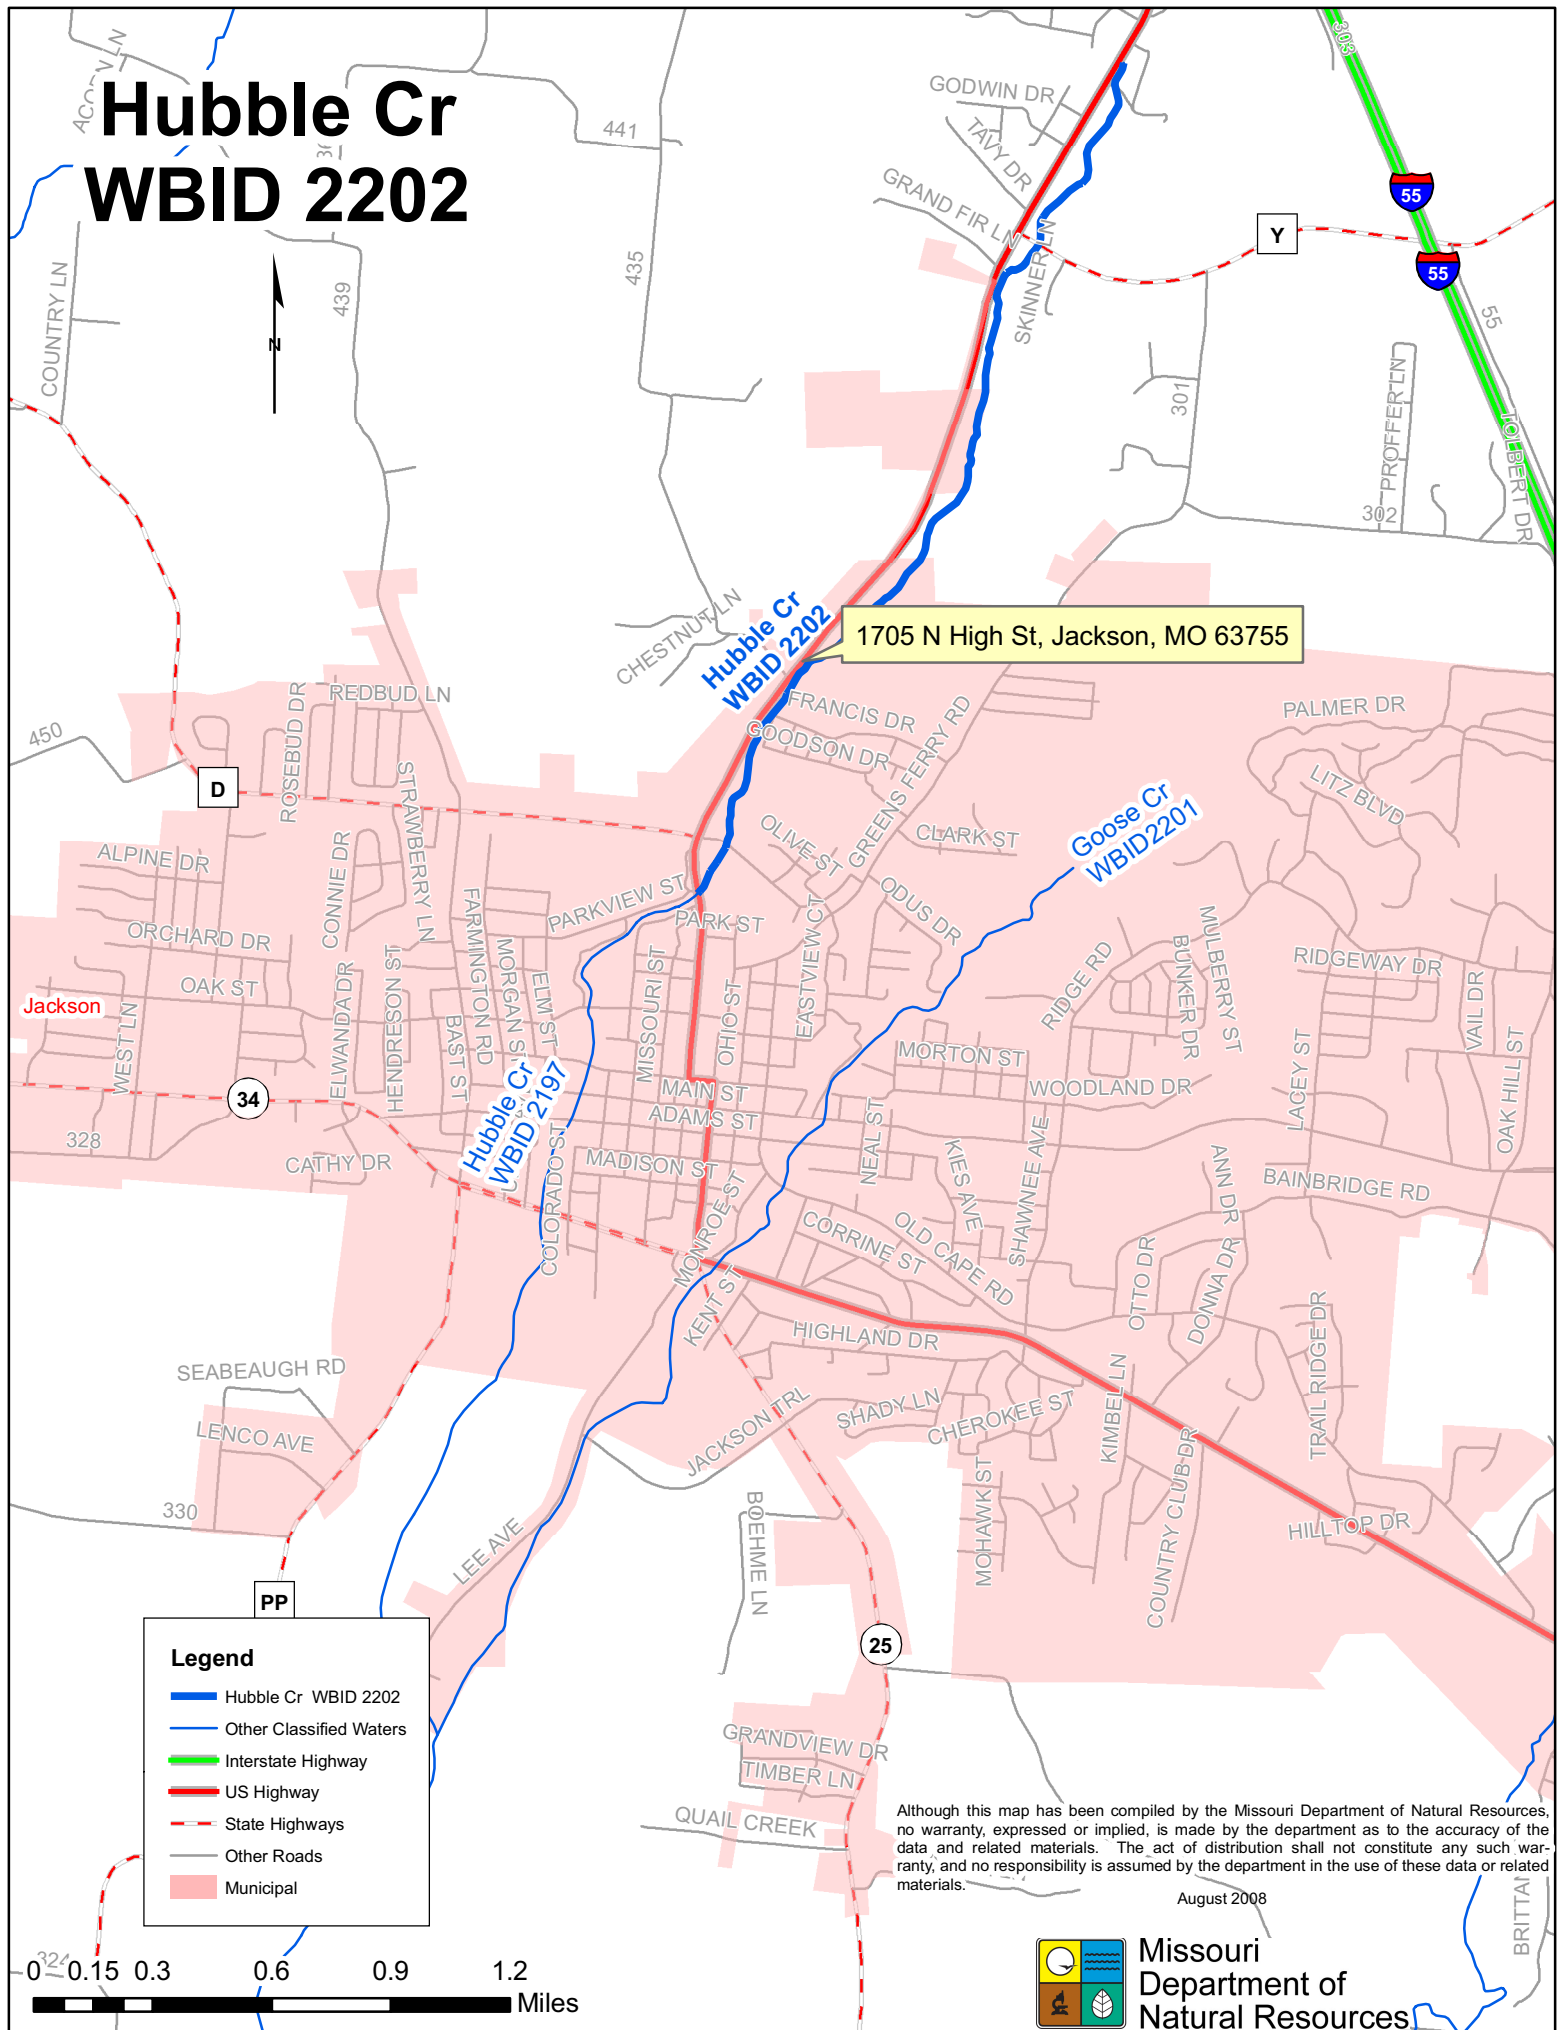 Hubble Cr
WBID 2202
N
GODWIN DR
TAVY DR
GRAND FIR LN
SKINNER LN
303
55
55
Y
55
441
435
439
COUNTRY LN
301
302
PROFFER LN
TOLBERT DR
CHESTNUT LN
Hubble Cr
WBID 2202
1705 N High St, Jackson, MO 63755
REDBUD LN
ROSEBUD DR
450
D
STRAWBERRY LN
FRANCIS DR
GOODSON DR
GREENS FERRY RD
PALMER DR
LITZ BLVD
Goose Cr
WBID2201
OLIVE ST
CLARK ST
ALPINE DR
CONNIE DR
FARMINGTON RD
PARKVIEW ST
PARK ST
ODUS DR
EASTVIEW CT
ORCHARD DR
OAK ST
Jackson
WEST LN
ELWANDA DR
HENDRESON ST
BAST ST
MORGAN ST
ELM ST
MISSOURI ST
OHIO ST
RIDGE RD
BUNKER DR
MULBERRY ST
RIDGEWAY DR
VAIL DR
OAK HILL ST
LACEY ST
MORTON ST
WOODLAND DR
MAIN ST
ADAMS ST
34
Hubble Cr
WBID 2197
328
CATHY DR
COLORADO ST
MADISON ST
MONROE ST
NEAL ST
KIES AVE
SHAWNEE AVE
ANN DR
BAINBRIDGE RD
CORRINE ST
OLD CAPE RD
OTTO DR
DONNA DR
KENT ST
HIGHLAND DR
TRAIL RIDGE DR
SEABEAUGH RD
LENCO AVE
330
JACKSON TRL
SHADY LN
CHEROKEE ST
KIMBEL LN
COUNTRY CLUB DR
MOHAWK ST
HILLTOP DR
BOEHME LN
LEE AVE
PP
25
Legend
Hubble Cr WBID 2202
Other Classified Waters
Interstate Highway
US Highway
State Highways
Other Roads
Municipal
GRANDVIEW DR
TIMBER LN
QUAIL CREEK
Although this map has been compiled by the Missouri Department of Natural Resources,
no warranty, expressed or implied, is made by the department as to the accuracy of the
data and related materials. The act of distribution shall not constitute any such war-
ranty, and no responsibility is assumed by the department in the use of these data or related
materials.
August 2008
324
0 0.15 0.3 0.6 0.9 1.2
Miles
Missouri
Department of
Natural Resources